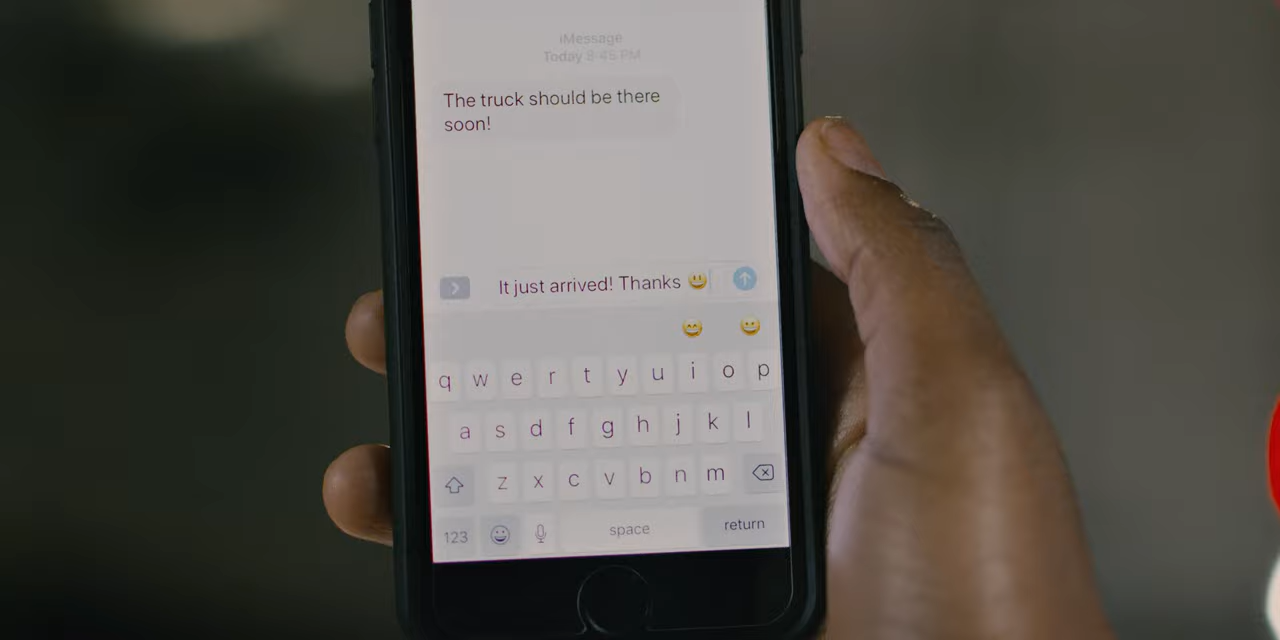 iMessage
Today 8:45 PM
The truck should be there
soon!
It just arrived! Thanks 😃
q w e r t y u i o p
a s d f g h j k l
z x c v b n m
123 space return